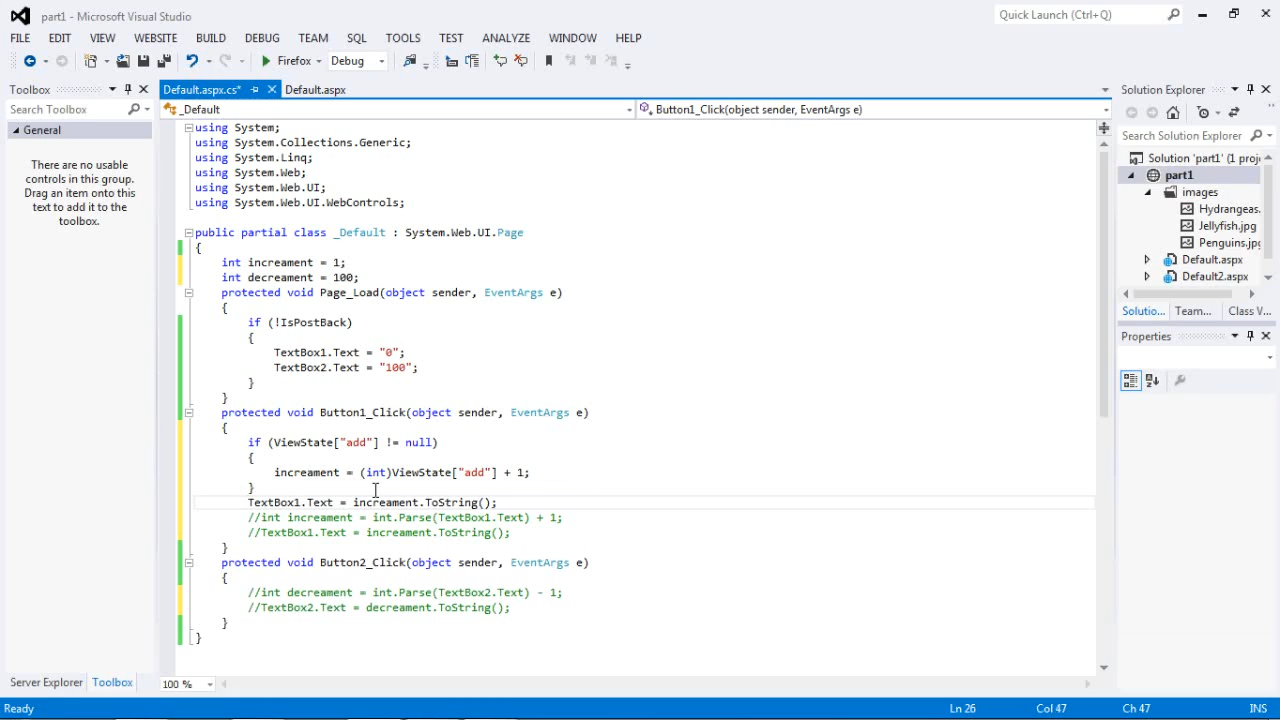 part1 - Microsoft Visual Studio
Quick Launch (Ctrl+Q)
FILE EDIT VIEW WEBSITE BUILD DEBUG TEAM SQL TOOLS TEST ANALYZE WINDOW HELP
Firefox Debug
Toolbox
Search Toolbox
General
There are no usable
controls in this group.
Drag an item onto this
text to add it to the
toolbox.
Server Explorer Toolbox
Default.aspx.cs* Default.aspx
_Default Button1_Click(object sender, EventArgs e)
using System;
using System.Collections.Generic;
using System.Linq;
using System.Web;
using System.Web.UI;
using System.Web.UI.WebControls;
public partial class _Default : System.Web.UI.Page
{
int increament = 1;
int decreament = 100;
protected void Page_Load(object sender, EventArgs e)
{
if (!IsPostBack)
{
TextBox1.Text = "0";
TextBox2.Text = "100";
}
}
protected void Button1_Click(object sender, EventArgs e)
{
if (ViewState["add"] != null)
{
increament = (int)ViewState["add"] + 1;
}
TextBox1.Text = increament.ToString();
//int increament = int.Parse(TextBox1.Text) + 1;
//TextBox1.Text = increament.ToString();
}
protected void Button2_Click(object sender, EventArgs e)
{
//int decreament = int.Parse(TextBox2.Text) - 1;
//TextBox2.Text = decreament.ToString();
}
}
100 %
Solution Explorer
Search Solution Explorer
Solution 'part1' (1 proj
part1
images
Hydrangeas.
Jellyfish.jpg
Penguins.jpg
Default.aspx
Default2.aspx
Solutio... Team... Class V...
Properties
Ready Ln 26 Col 47 Ch 47 INS